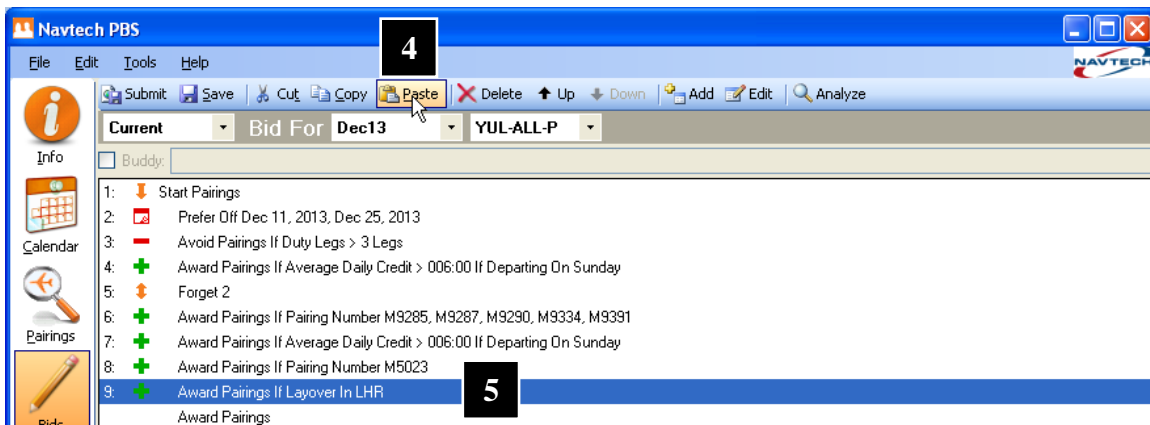 Navtech PBS
4
File Edit Tools Help
NAVTECH
Submit Save Cut Copy Paste Delete Up Down Add Edit Analyze
Current Bid For Dec13 YUL-ALL-P
Info
Buddy:
1: Start Pairings
2: Prefer Off Dec 11, 2013, Dec 25, 2013
Calendar
3: Avoid Pairings If Duty Legs > 3 Legs
4: Award Pairings If Average Daily Credit > 006:00 If Departing On Sunday
5: Forget 2
6: Award Pairings If Pairing Number M9285, M9287, M9290, M9334, M9391
Pairings
7: Award Pairings If Average Daily Credit > 006:00 If Departing On Sunday
8: Award Pairings If Pairing Number M5023
9: Award Pairings If Layover In LHR
5
Award Pairings
Bids